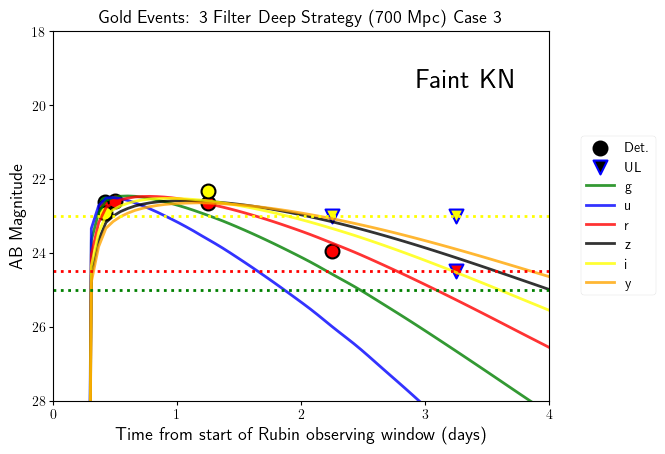 Gold Events: 3 Filter Deep Strategy (700 Mpc) Case 3
Faint KN
AB Magnitude
18
20
22
24
26
28
0 1 2 3 4
Time from start of Rubin observing window (days)
Det.
UL
g
u
r
z
i
y